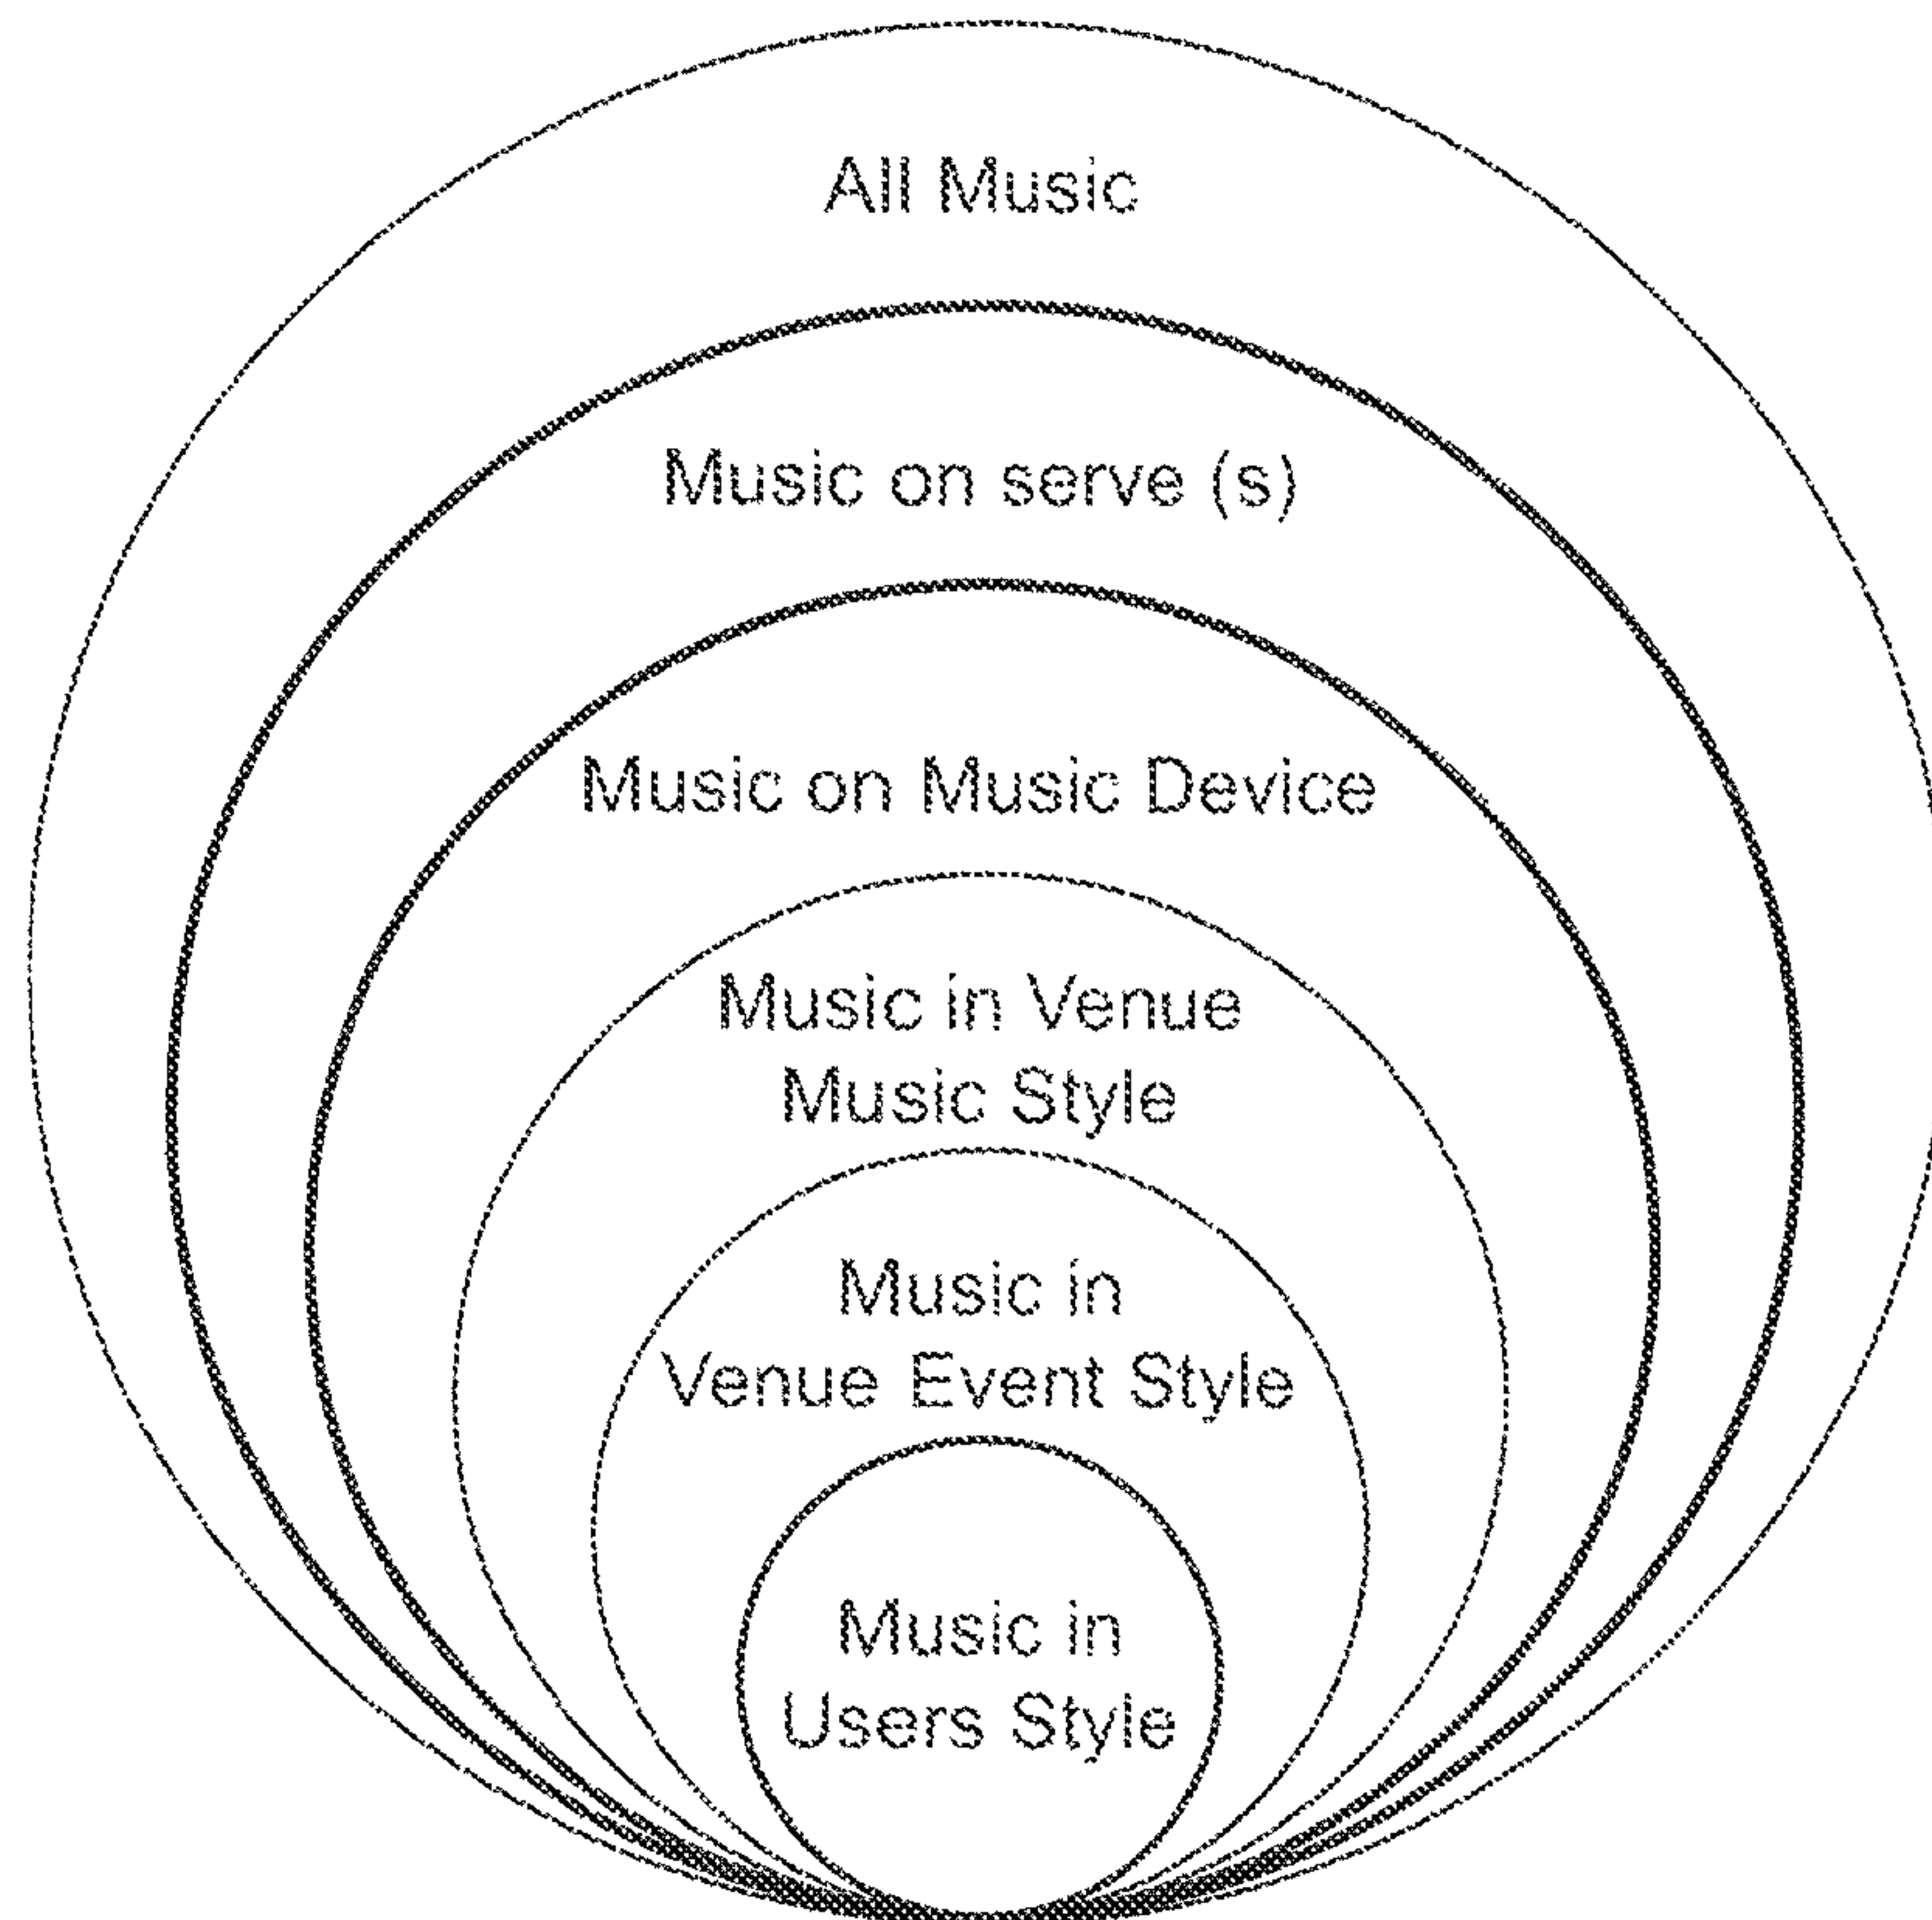 All Music
Music on serve (s)
Music on Music Device
Music in Venue
Music Style
Music in
Venue Event Style
Music in
Users Style